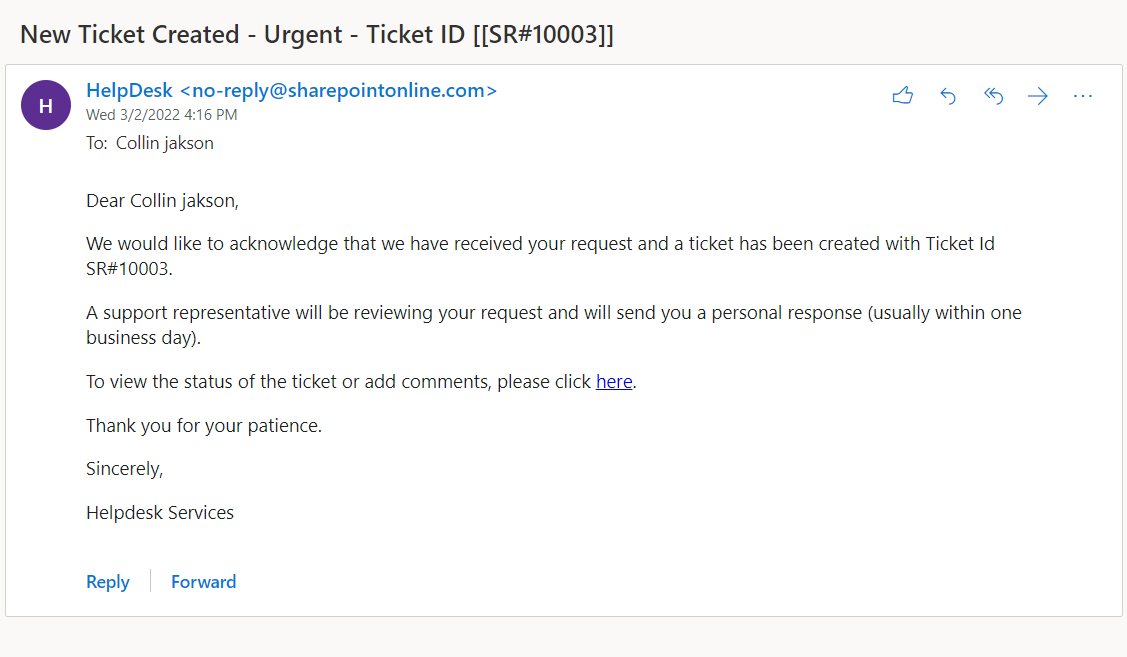 New Ticket Created - Urgent - Ticket ID [[SR#10003]]
H
HelpDesk <no-reply@sharepointonline.com>
Wed 3/2/2022 4:16 PM
To: Collin jakson
Dear Collin jakson,
We would like to acknowledge that we have received your request and a ticket has been created with Ticket Id
SR#10003.
A support representative will be reviewing your request and will send you a personal response (usually within one
business day).
To view the status of the ticket or add comments, please click here.
Thank you for your patience.
Sincerely,
Helpdesk Services
Reply Forward